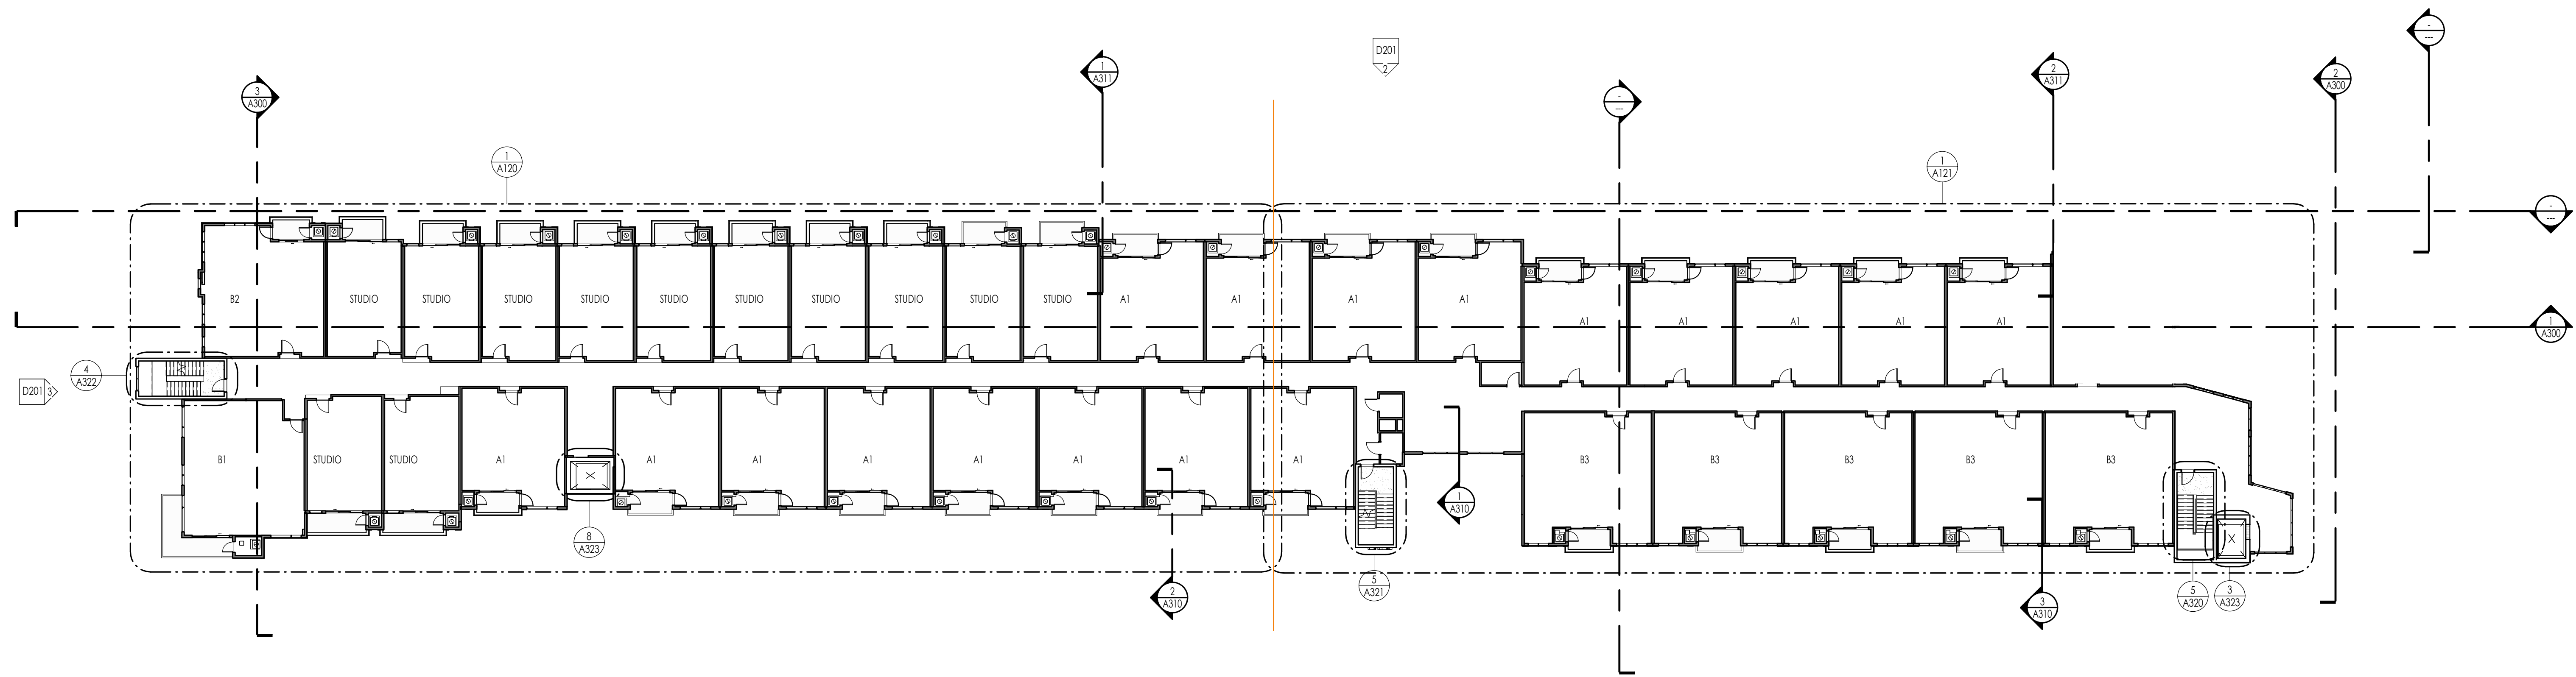 -
---
D201
2
1
A311
2
A311
2
A300
3
A300
-
---
1
A120
1
A121
-
---
B2
STUDIO
STUDIO
STUDIO
STUDIO
STUDIO
STUDIO
STUDIO
STUDIO
STUDIO
STUDIO
A1
A1
A1
A1
A1
A1
A1
A1
A1
1
A300
4
A322
D201
3
B1
STUDIO
STUDIO
A1
A1
A1
A1
A1
A1
A1
A1
B3
B3
B3
B3
B3
1
A310
8
A323
5
A321
2
A310
3
A310
5
A320
3
A323